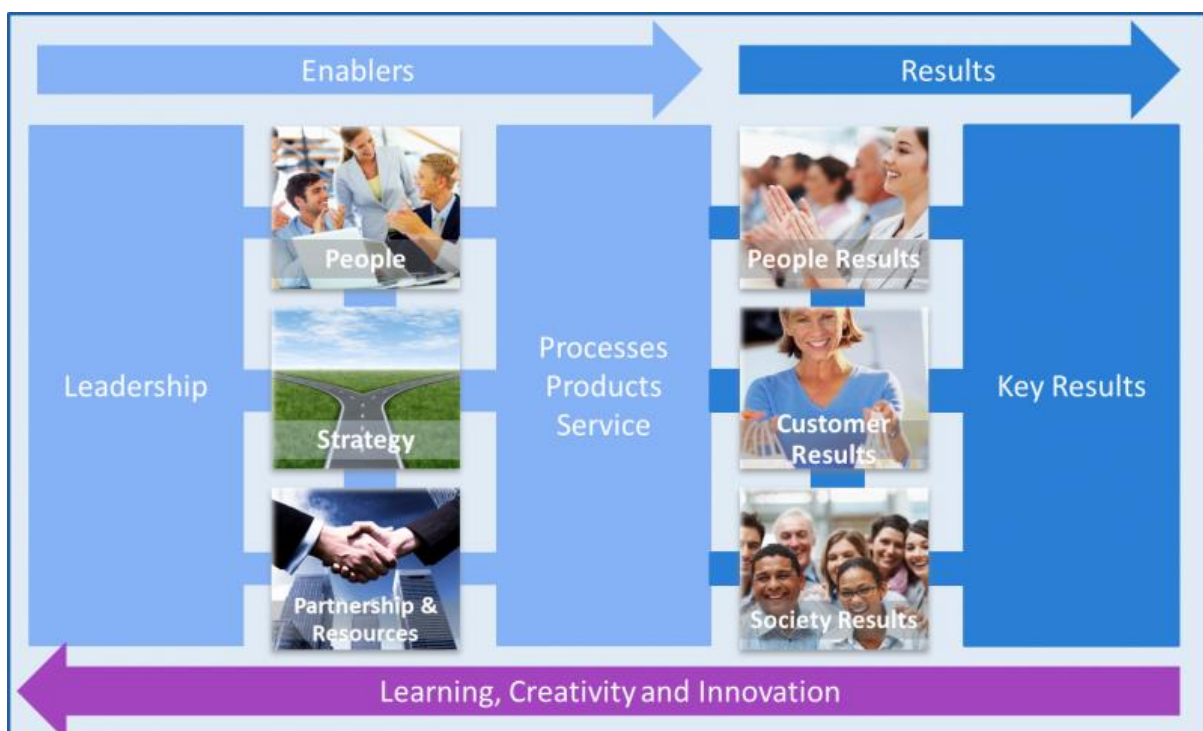 Enablers
Results
Leadership
People
Strategy
Partnership &
Resources
Processes
Products
Service
People Results
Customer
Results
Society Results
Key Results
Learning, Creativity and Innovation